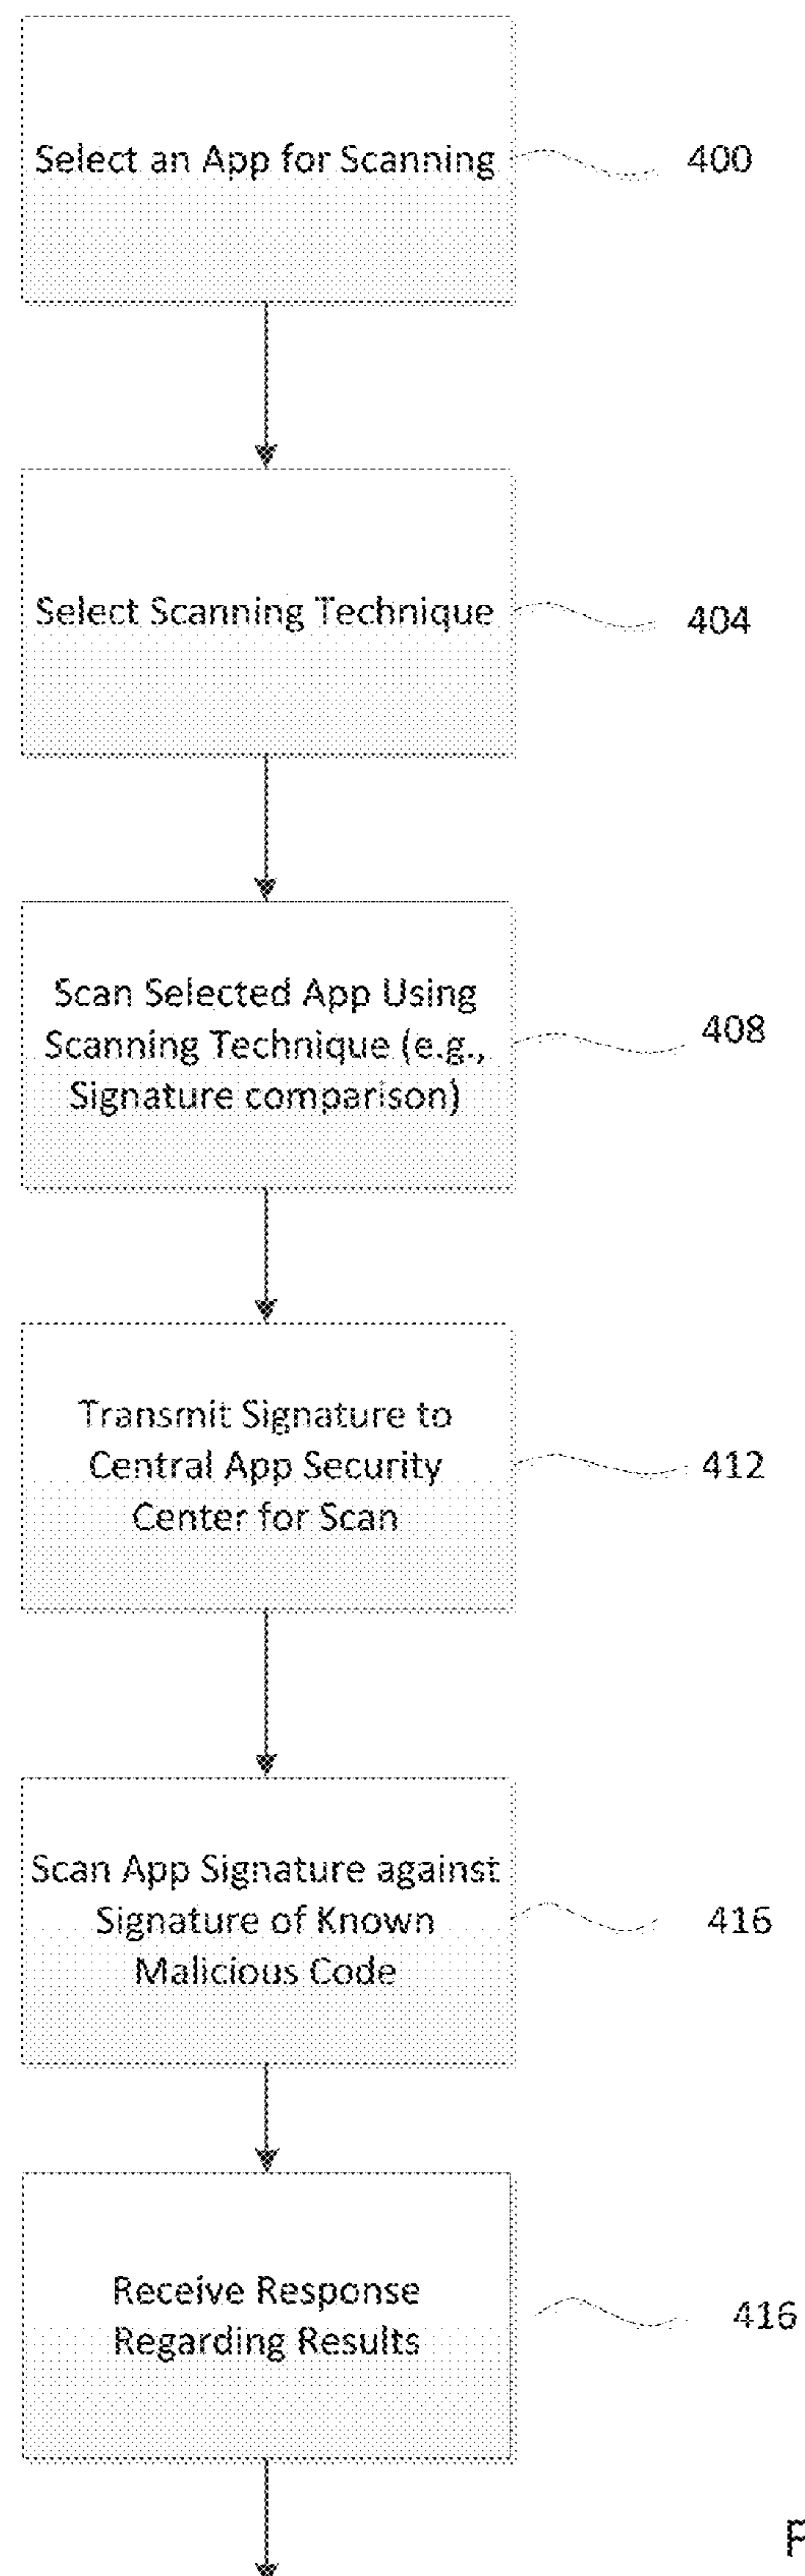 Select an App for Scanning
400
Select Scanning Technique
404
Scan Selected App Using
Scanning Technique (e.g.,
Signature comparison)
408
Transmit Signature to
Central App Security
Center for Scan
412
Scan App Signature against
Signature of Known
Malicious Code
416
Receive Response
Regarding Results
416